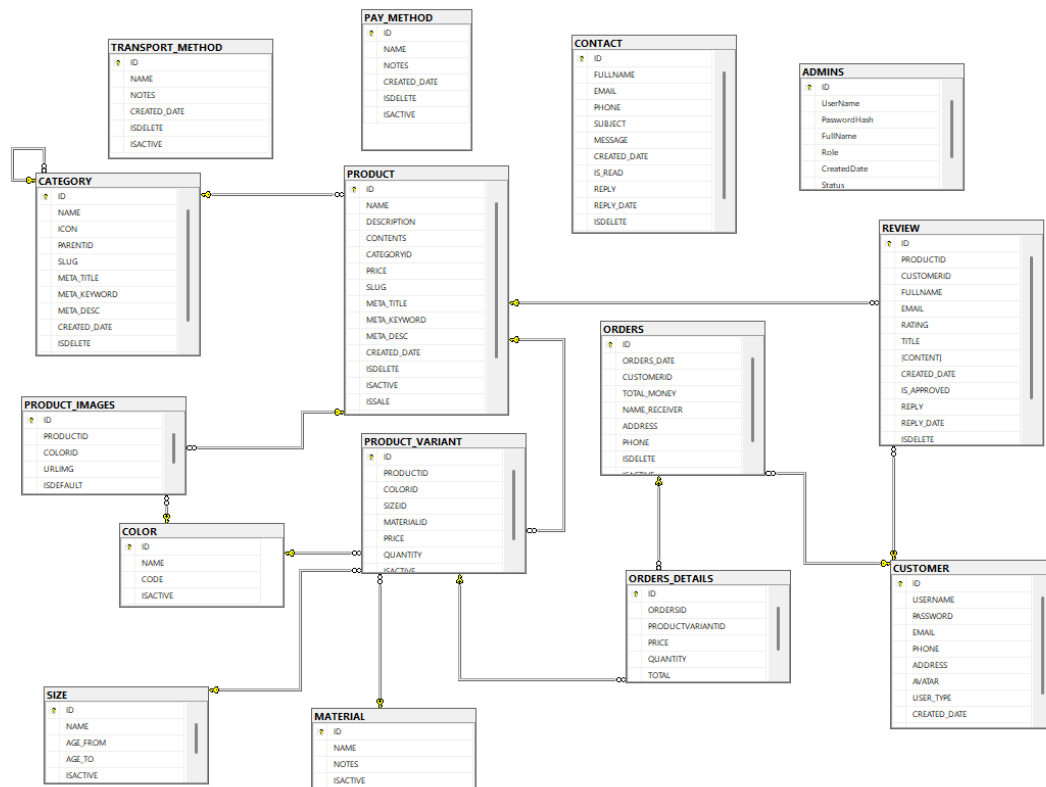 PAY_METHOD
ID
NAME
NOTES
CREATED_DATE
ISDELETE
ISACTIVE
TRANSPORT_METHOD
ID
NAME
NOTES
CREATED_DATE
ISDELETE
ISACTIVE
CONTACT
ID
FULLNAME
EMAIL
PHONE
SUBJECT
MESSAGE
CREATED_DATE
IS_READ
REPLY
REPLY_DATE
ISDELETE
ADMINS
ID
UserName
PasswordHash
FullName
Role
CreatedDate
Status
CATEGORY
ID
NAME
ICON
PARENTID
SLUG
META_TITLE
META_KEYWORD
META_DESC
CREATED_DATE
ISDELETE
PRODUCT
ID
NAME
DESCRIPTION
CONTENTS
CATEGORYID
PRICE
SLUG
META_TITLE
META_KEYWORD
META_DESC
CREATED_DATE
ISDELETE
ISACTIVE
ISSALE
REVIEW
ID
PRODUCTID
CUSTOMERID
FULLNAME
EMAIL
RATING
TITLE
[CONTENT]
CREATED_DATE
IS_APPROVED
REPLY
REPLY_DATE
ISDELETE
ORDERS
ID
ORDERS_DATE
CUSTOMERID
TOTAL_MONEY
NAME_RECEIVER
ADDRESS
PHONE
ISDELETE
ISACTIVE
PRODUCT_IMAGES
ID
PRODUCTID
COLORID
URLIMG
ISDEFAULT
PRODUCT_VARIANT
ID
PRODUCTID
COLORID
SIZEID
MATERIALID
PRICE
QUANTITY
ISACTIVE
COLOR
ID
NAME
CODE
ISACTIVE
ORDERS_DETAILS
ID
ORDERSID
PRODUCTVARIANTID
PRICE
QUANTITY
TOTAL
CUSTOMER
ID
USERNAME
PASSWORD
EMAIL
PHONE
ADDRESS
AVATAR
USER_TYPE
CREATED_DATE
SIZE
ID
NAME
AGE_FROM
AGE_TO
ISACTIVE
MATERIAL
ID
NAME
NOTES
ISACTIVE